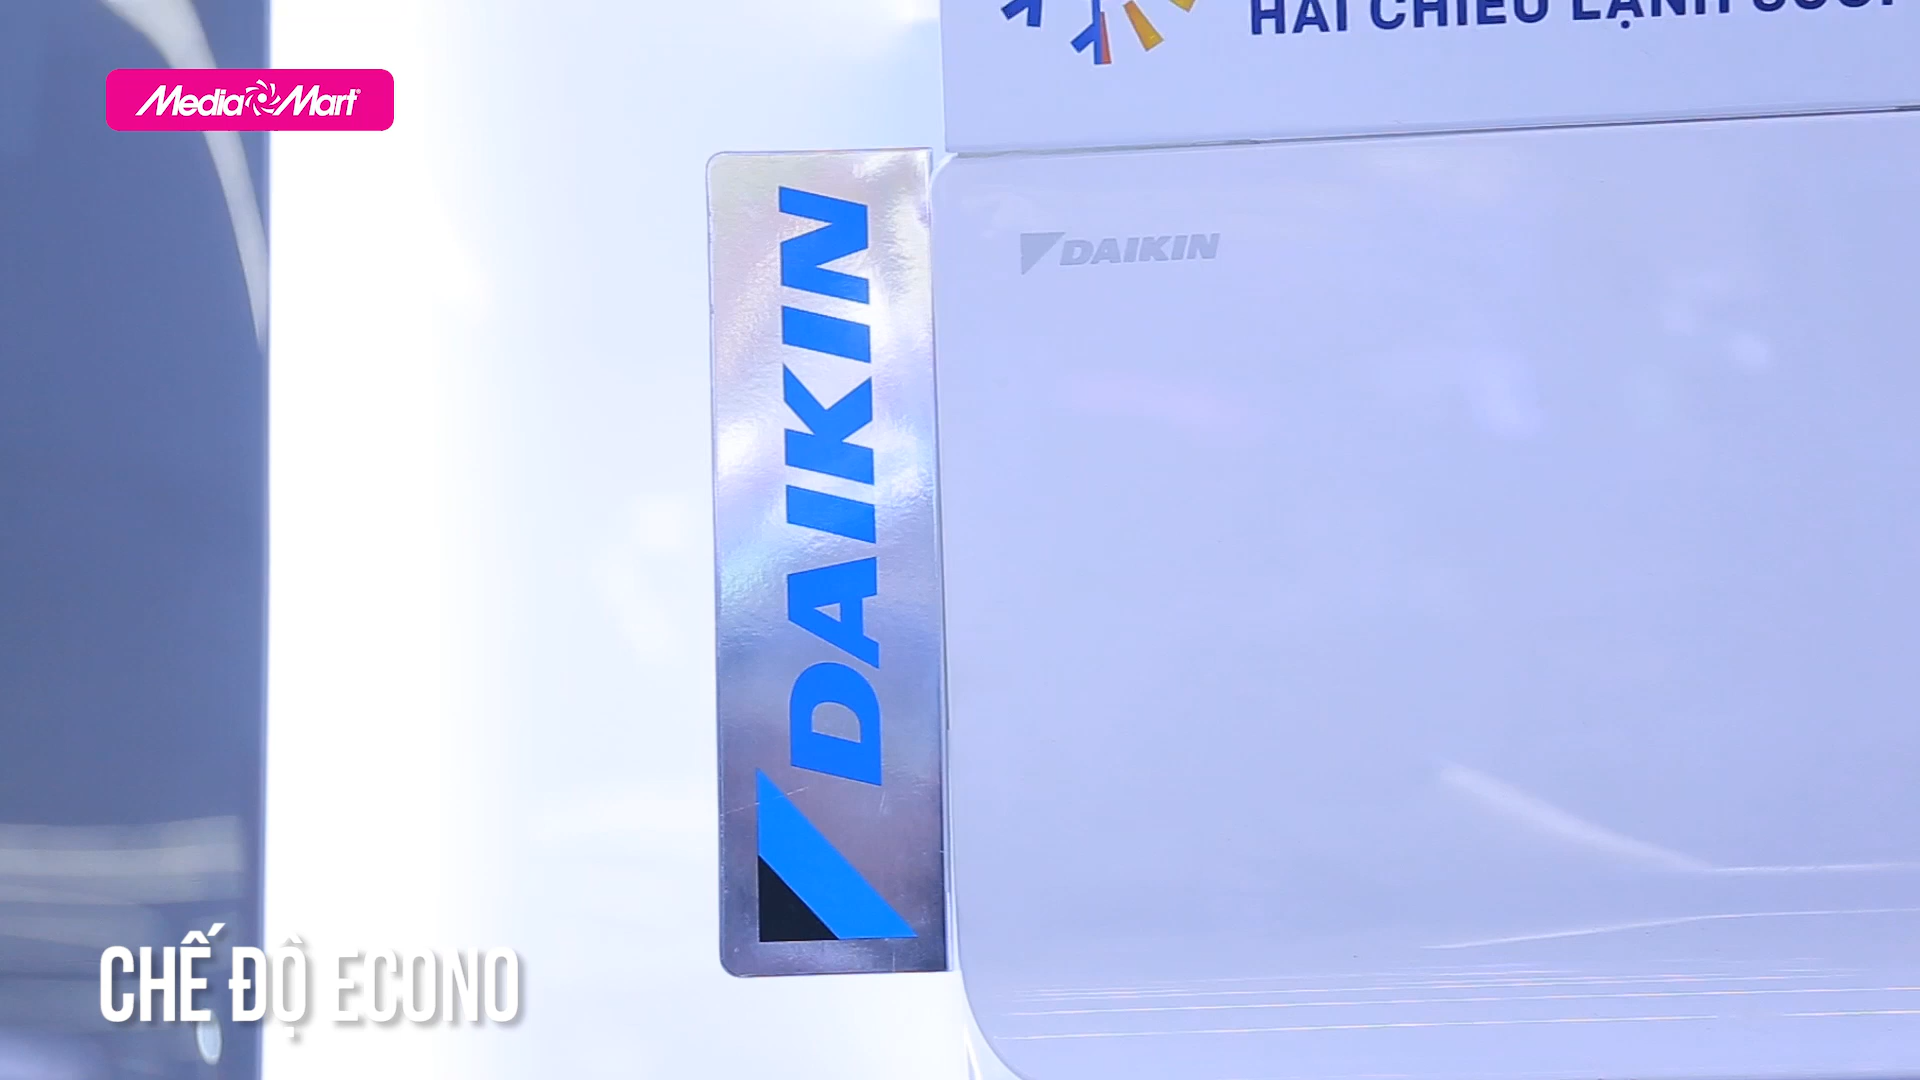 HAI CHIỀU LẠNH
MediaMart
DAIKIN
DAIKIN
CHẾ ĐỘ ECONO